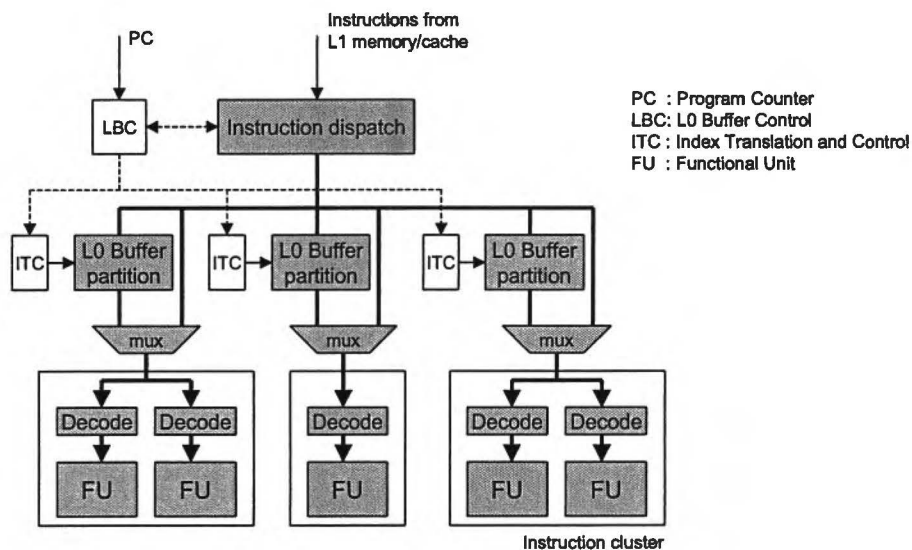 PC
Instructions from
L1 memory/cache
LBC
Instruction dispatch
PC : Program Counter
LBC: L0 Buffer Control
ITC : Index Translation and Control
FU : Functional Unit
ITC
L0 Buffer
partition
ITC
L0 Buffer
partition
ITC
L0 Buffer
partition
mux
mux
mux
Decode
Decode
Decode
Decode
Decode
FU
FU
FU
FU
FU
Instruction cluster